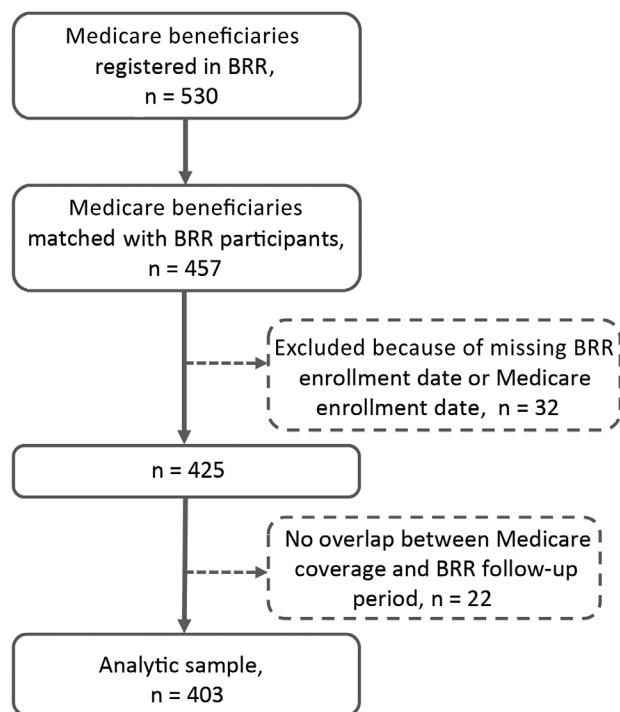 Medicare beneficiaries
registered in BRR,
n = 530
Medicare beneficiaries
matched with BRR participants,
n = 457
Excluded because of missing BRR
enrollment date or Medicare
enrollment date, n = 32
n = 425
No overlap between Medicare
coverage and BRR follow-up
period, n = 22
Analytic sample,
n = 403